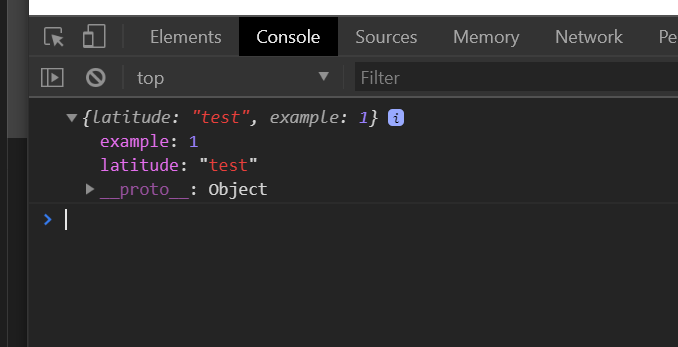 Elements Console Sources Memory Network Pe
top Filter
{latitude: "test", example: 1} i
example: 1
latitude: "test"
__proto__: Object